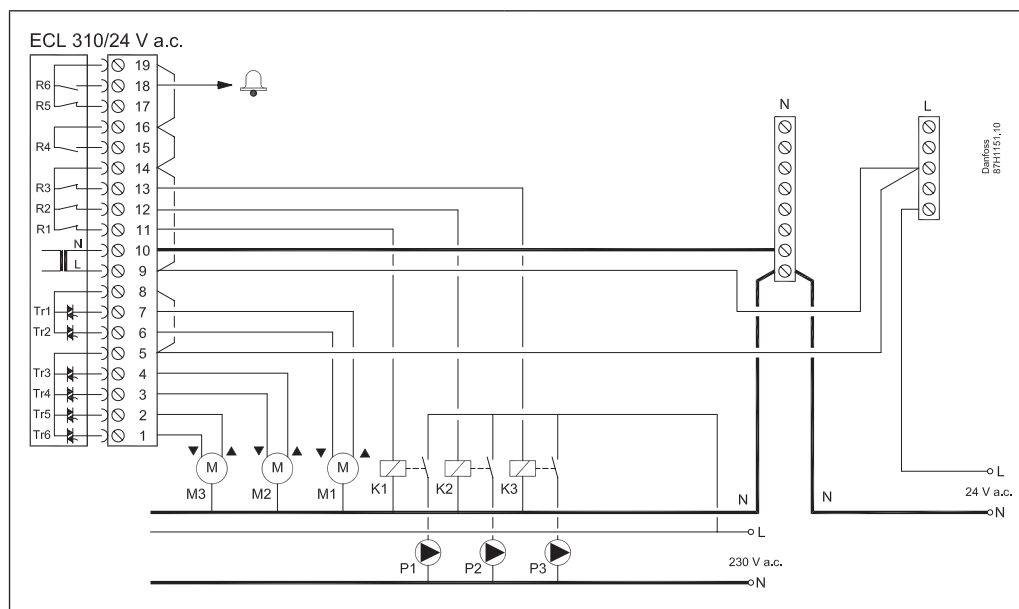 ECL 310/24 V a.c.
19
R6 18
R5 17
16
R4 15
14
R3 13
R2 12
R1 11
N 10
L 9
8
Tr1 7
Tr2 6
5
Tr3 4
Tr4 3
Tr5 2
Tr6 1
N
L
Danfoss
87H1151.10
M M M
M3 M2 M1 K1 K2 K3
N N
L
24 V a.c.
N
L
P1 P2 P3
230 V a.c.
N